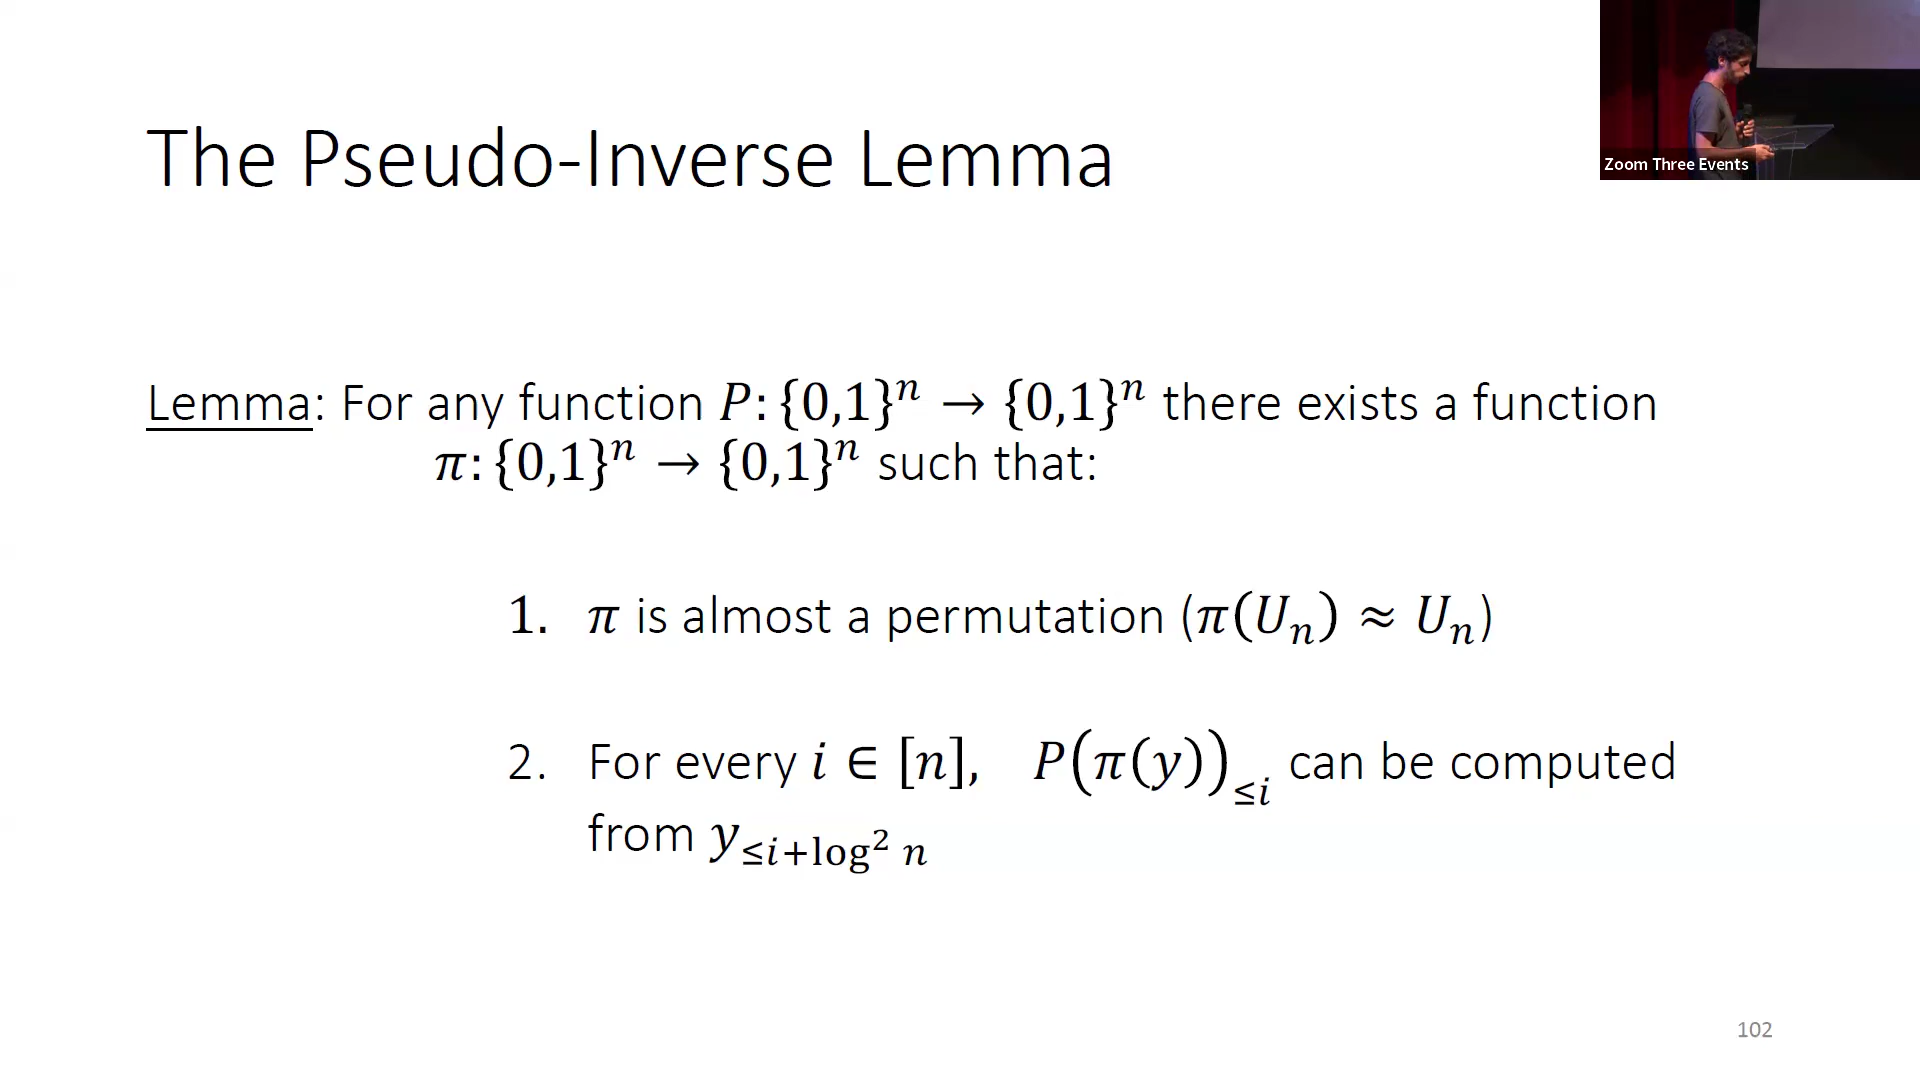 The Pseudo-Inverse Lemma
Zoom Three Events
Lemma: For any function P: {0,1}ⁿ → {0,1}ⁿ there exists a function
π: {0,1}ⁿ → {0,1}ⁿ such that:
1. π is almost a permutation (π(Uₙ) ≈ Uₙ)
2. For every i ∈ [n], P(π(y))_{≤i} can be computed
from y_{≤i+log² n}
102